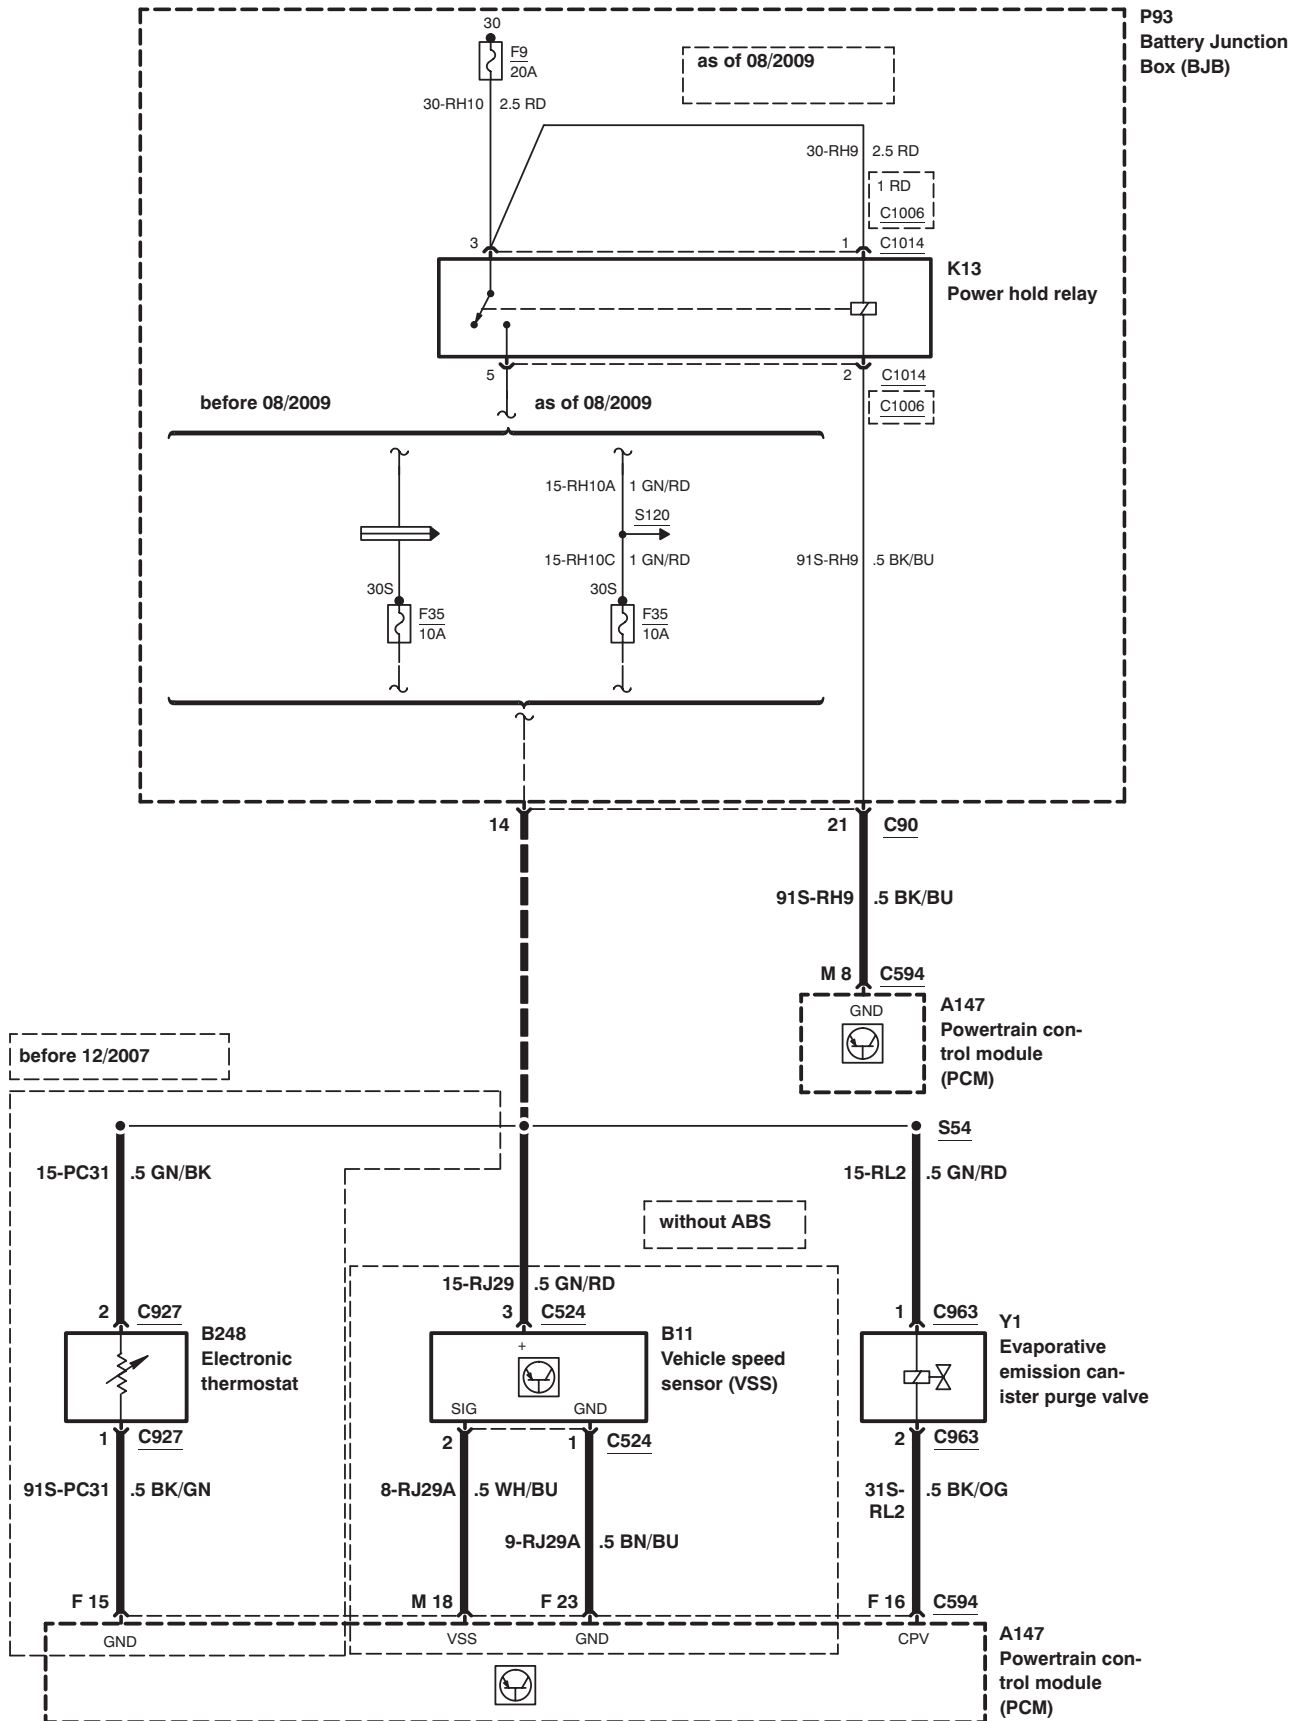 P93
Battery Junction
Box (BJB)
30
F9
20A
as of 08/2009
30-RH10
2.5 RD
30-RH9
2.5 RD
1 RD
C1006
3
1
C1014
K13
Power hold relay
5
2
C1014
C1006
before 08/2009
as of 08/2009
15-RH10A
1 GN/RD
S120
15-RH10C
1 GN/RD
91S-RH9
.5 BK/BU
30S
F35
10A
30S
F35
10A
14
21
C90
91S-RH9
.5 BK/BU
M 8
C594
GND
A147
Powertrain con-
trol module
(PCM)
before 12/2007
S54
15-PC31
.5 GN/BK
15-RL2
.5 GN/RD
without ABS
15-RJ29
.5 GN/RD
2
C927
3
C524
1
C963
B248
Electronic
thermostat
B11
Vehicle speed
sensor (VSS)
Y1
Evaporative
emission can-
ister purge valve
+
SIG
GND
1
C927
2
1
C524
2
C963
91S-PC31
.5 BK/GN
8-RJ29A
.5 WH/BU
31S-
RL2
.5 BK/OG
9-RJ29A
.5 BN/BU
F 15
M 18
F 23
F 16
C594
GND
VSS
GND
CPV
A147
Powertrain con-
trol module
(PCM)